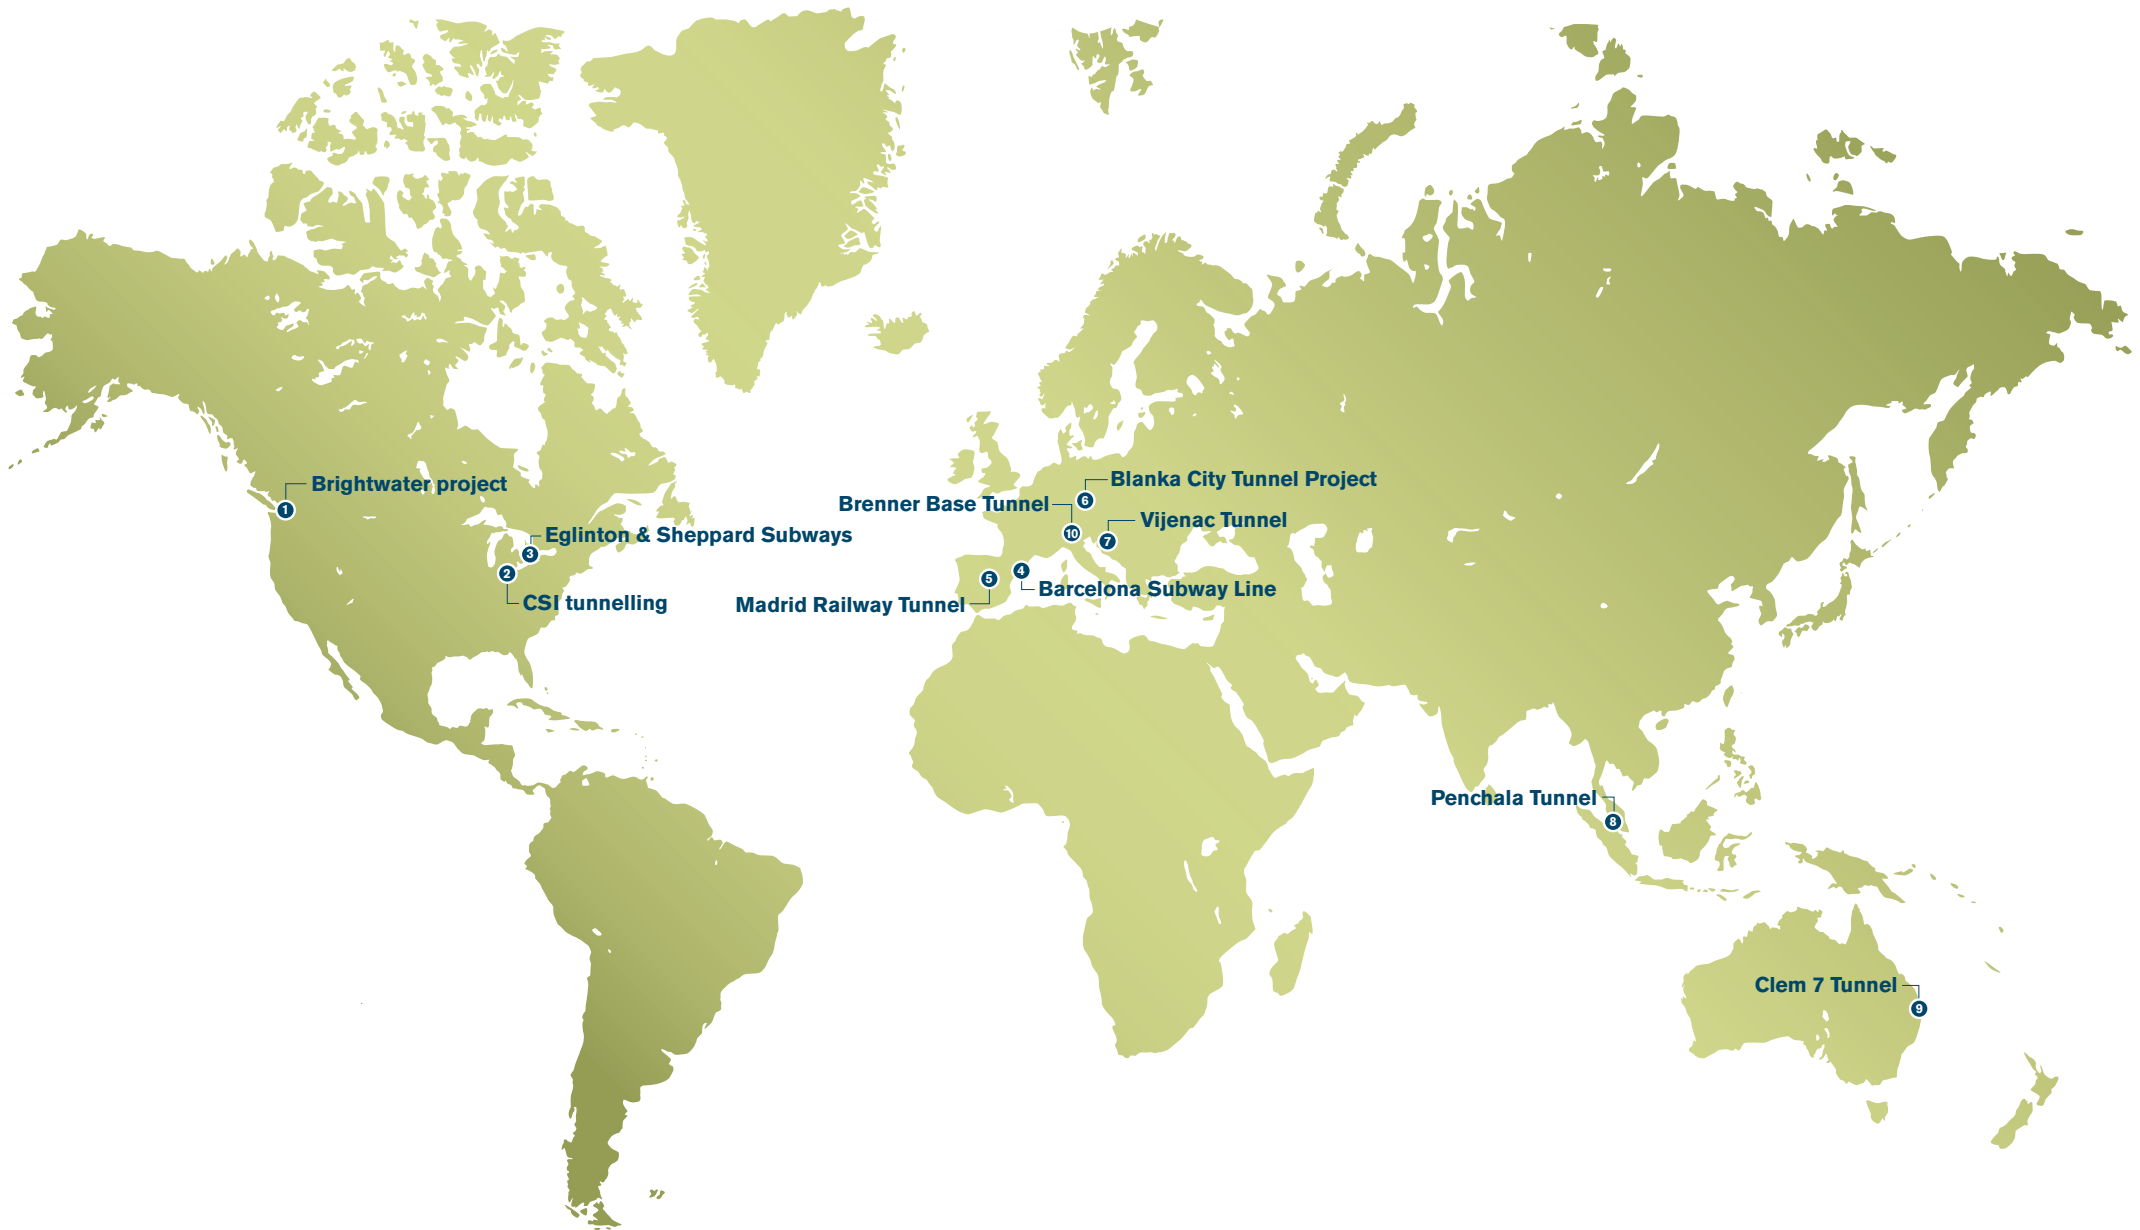 Brightwater project
1
Eglinton & Sheppard Subways
3
2
CSI tunnelling
Blanka City Tunnel Project
6
Brenner Base Tunnel
10
Vijenac Tunnel
7
4
Barcelona Subway Line
5
Madrid Railway Tunnel
Penchala Tunnel
8
Clem 7 Tunnel
9